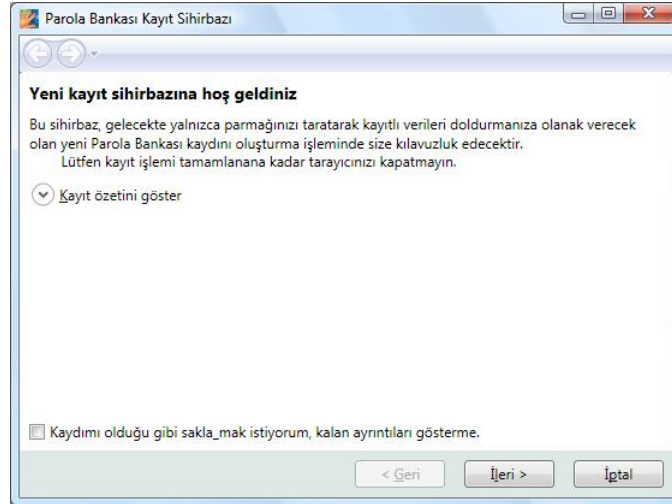 Parola Bankası Kayıt Sihirbazı
Yeni kayıt sihirbazına hoş geldiniz
Bu sihirbaz, gelecekte yalnızca parmağınızı taratarak kayıtlı verileri doldurmanıza olanak verecek
olan yeni Parola Bankası kaydını oluşturma işleminde size kılavuzluk edecektir.
Lütfen kayıt işlemi tamamlanana kadar tarayıcınızı kapatmayın.
Kayıt özetini göster
Kaydımı olduğu gibi sakla_mak istiyorum, kalan ayrıntıları gösterme.
< Geri İleri > İptal